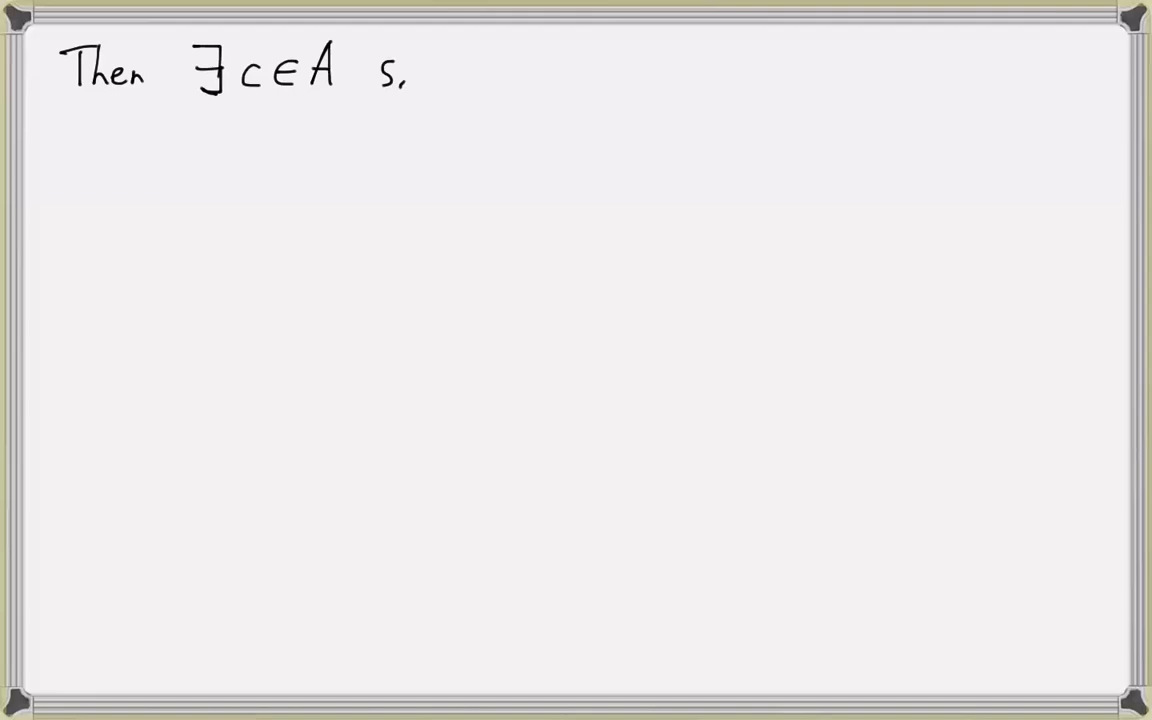 Then ∃ c ∈ A s.